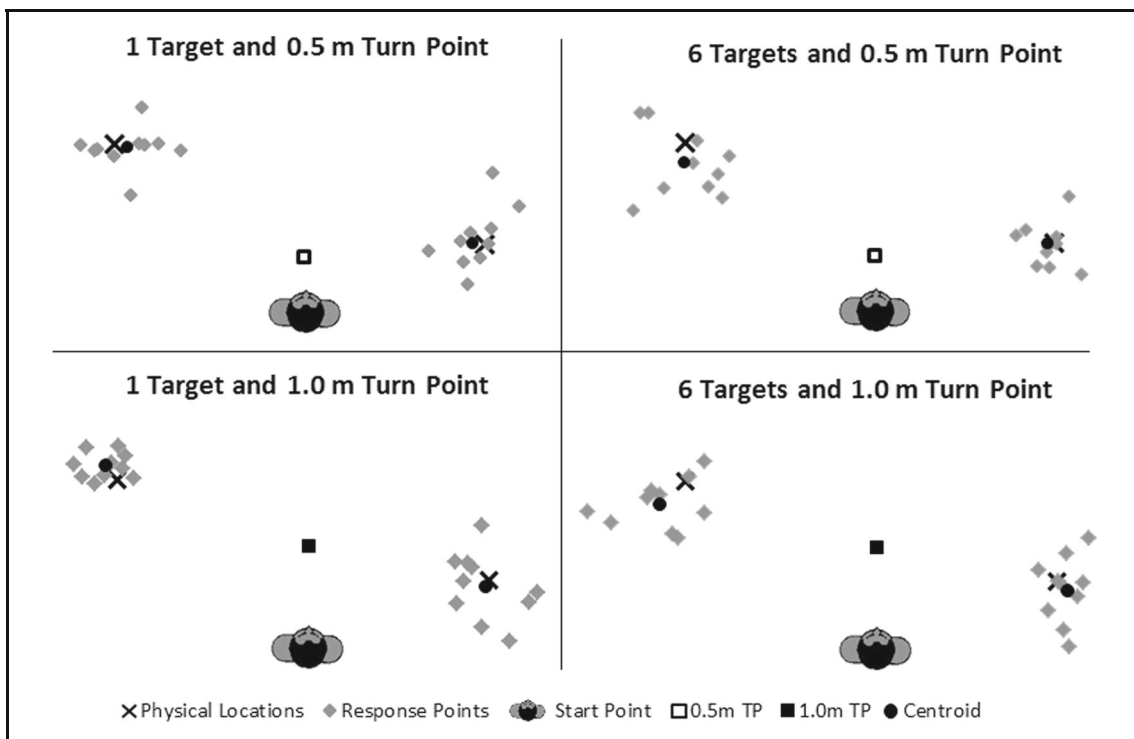 1 Target and 0.5 m Turn Point
6 Targets and 0.5 m Turn Point
1 Target and 1.0 m Turn Point
6 Targets and 1.0 m Turn Point
Physical Locations Response Points Start Point 0.5m TP 1.0m TP Centroid